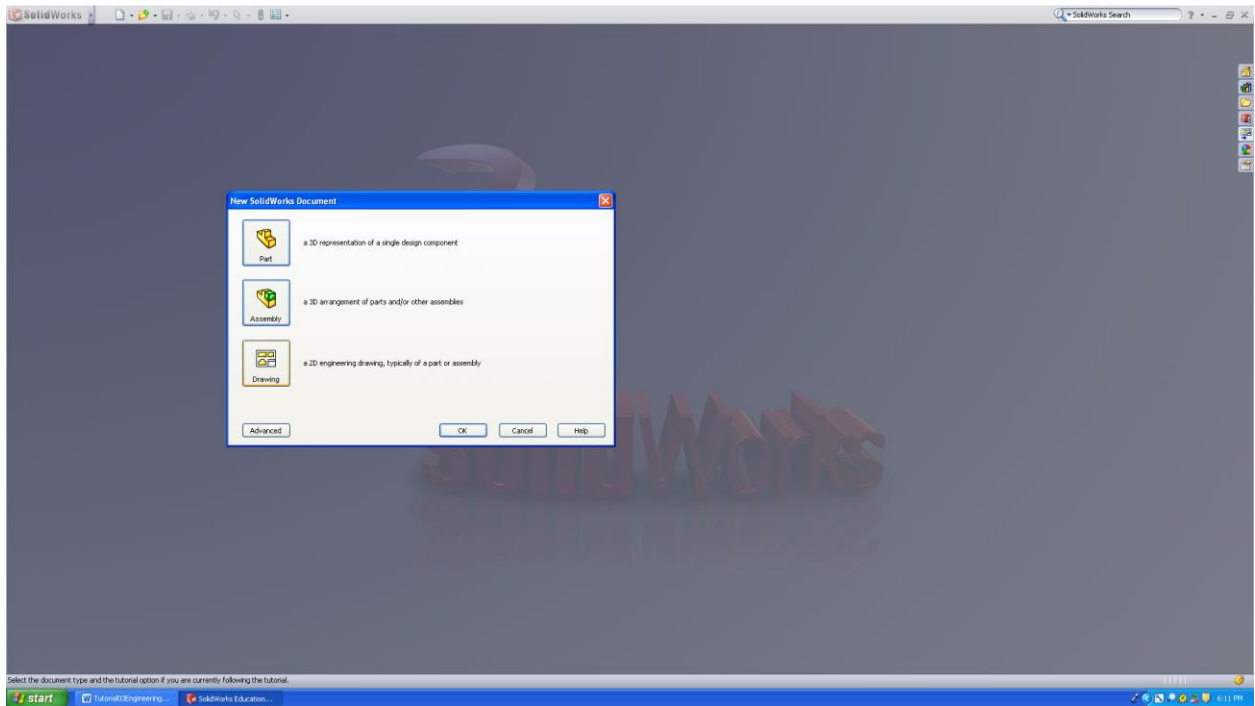 SolidWorks
SolidWorks Search
New SolidWorks Document
Part
a 3D representation of a single design component
Assembly
a 3D arrangement of parts and/or other assemblies
Drawing
a 2D engineering drawing, typically of a part or assembly
Advanced
OK
Cancel
Help
SolidWorks
Select the document type and the tutorial option if you are currently following the tutorial.
start
Tutorial03Engineering...
SolidWorks Education...
6:11 PM